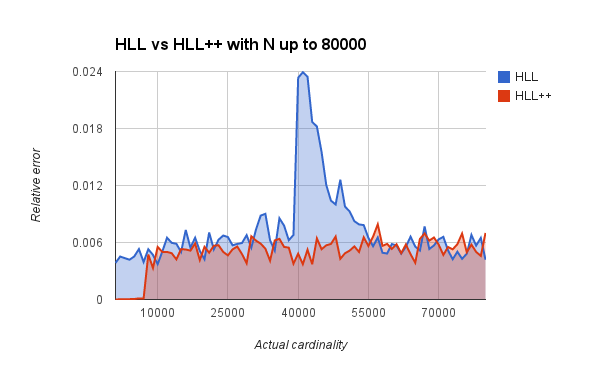 HLL vs HLL++ with N up to 80000
0.024
0.018
0.012
0.006
0
Relative error
10000 25000 40000 55000 70000
Actual cardinality
HLL
HLL++